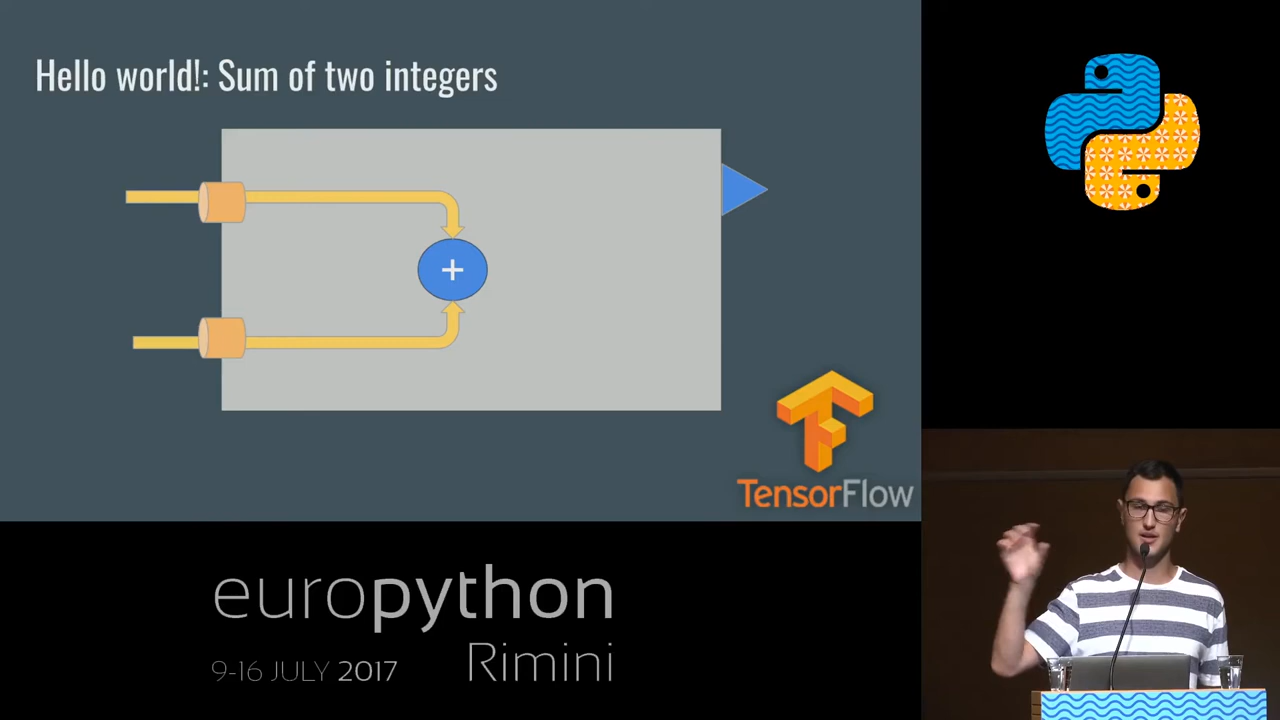 Hello world!: Sum of two integers
+
TensorFlow
europython
9-16 JULY 2017
Rimini